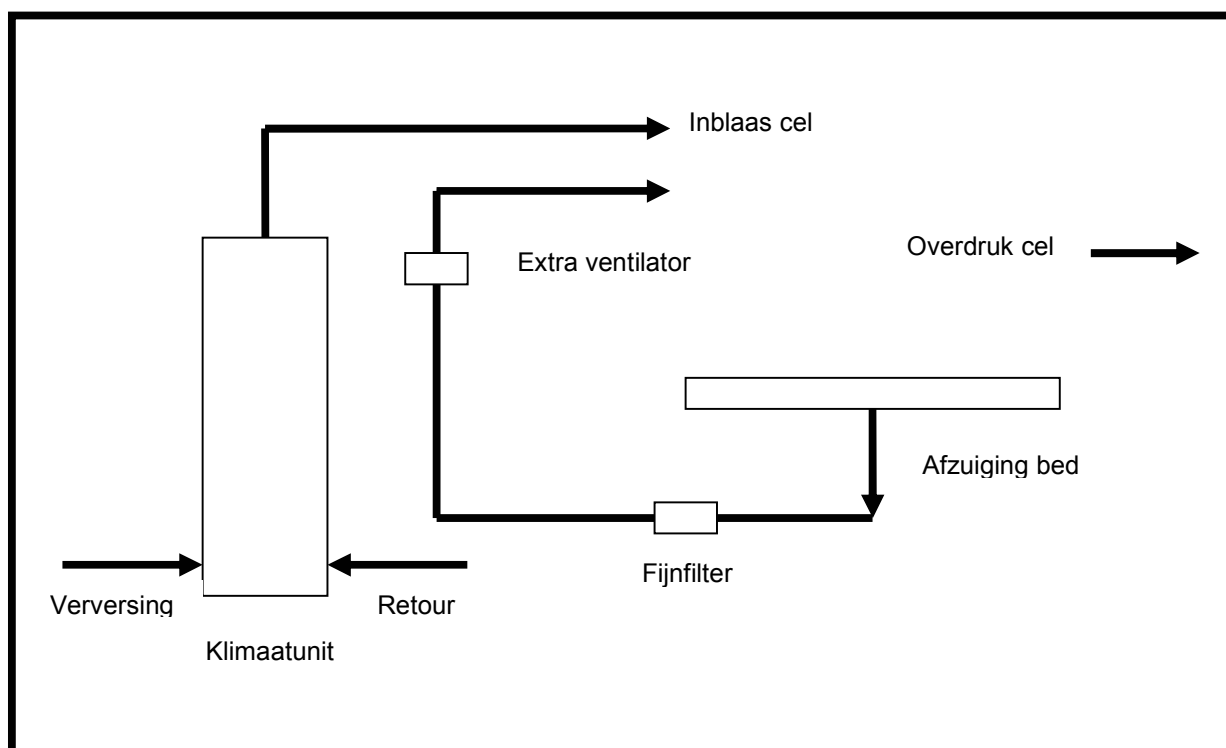 Inblaas cel
Extra ventilator
Overdruk cel
Afzuiging bed
Fijnfilter
Verversing
Retour
Klimaatunit